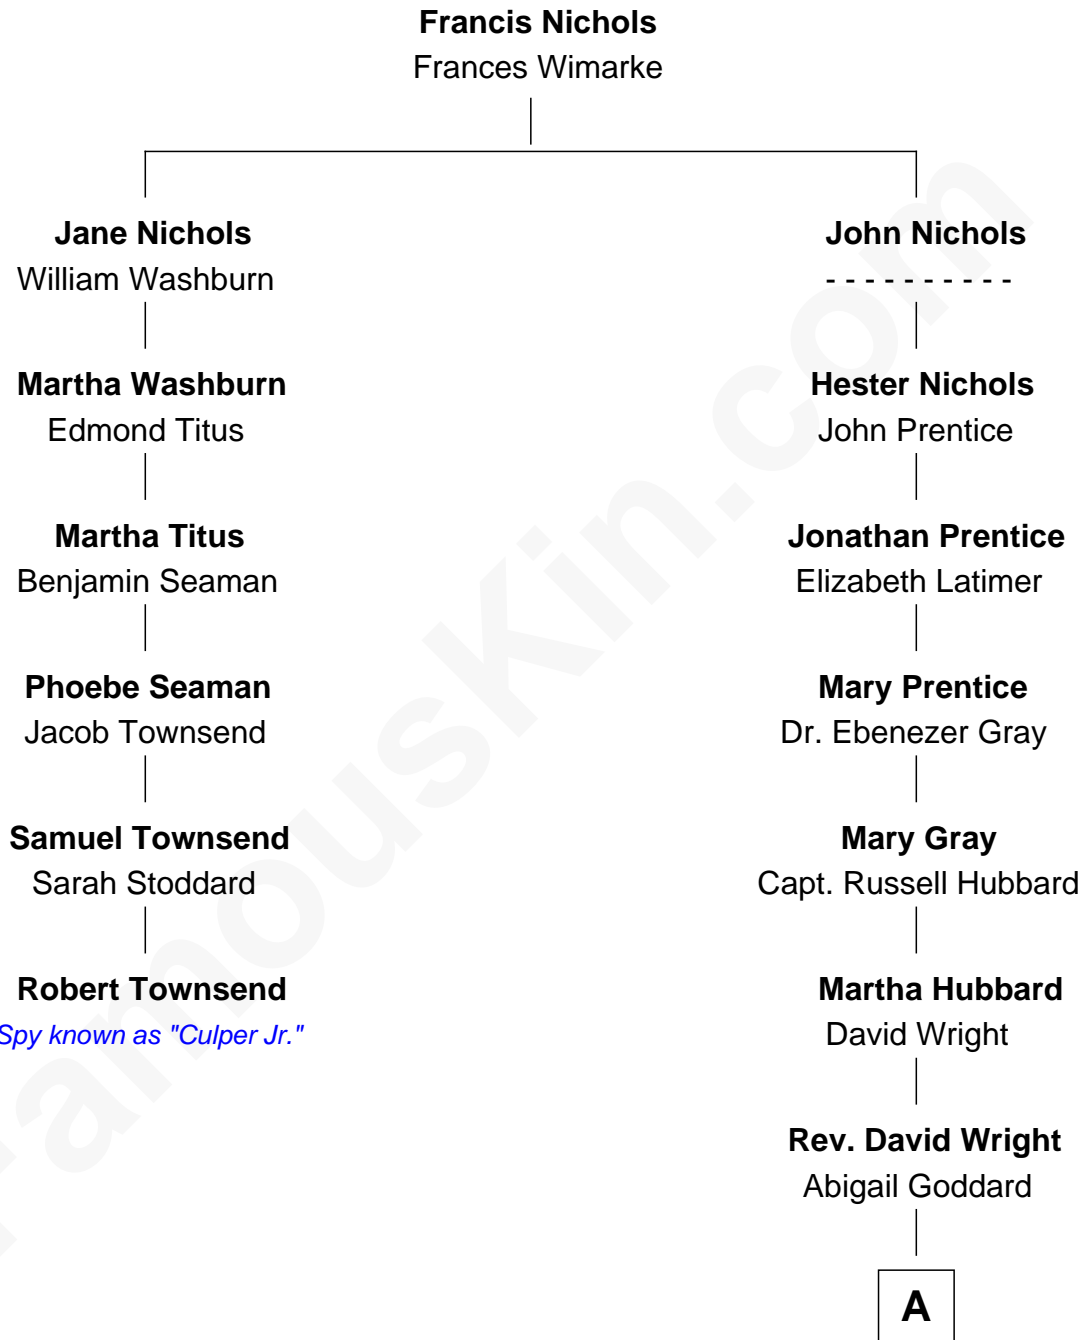 Francis Nichols
Frances Wimarke
Jane Nichols
William Washburn
John Nichols
- - - - - - - - - -
Martha Washburn
Edmond Titus
Hester Nichols
John Prentice
Martha Titus
Benjamin Seaman
Jonathan Prentice
Elizabeth Latimer
Phoebe Seaman
Jacob Townsend
Mary Prentice
Dr. Ebenezer Gray
Samuel Townsend
Sarah Stoddard
Mary Gray
Capt. Russell Hubbard
Robert Townsend
Spy known as "Culper Jr."
Martha Hubbard
David Wright
Rev. David Wright
Abigail Goddard
A
FamousKin.com